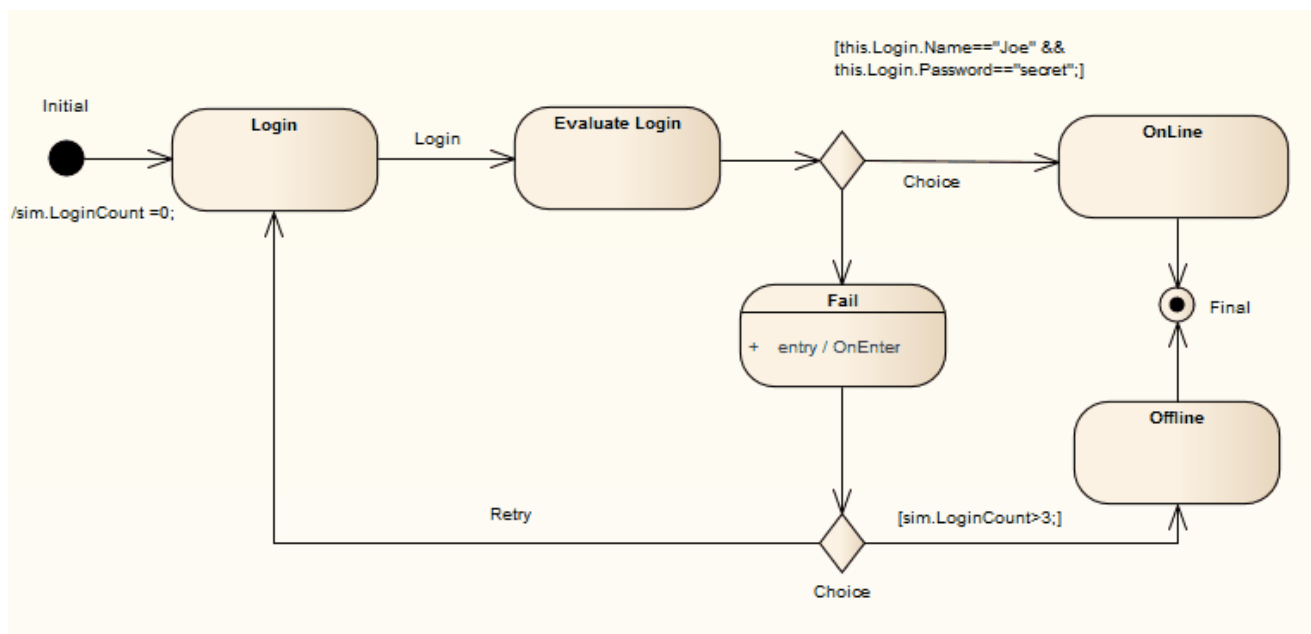 [this.Login.Name=="Joe" &&
this.Login.Password=="secret";]
Initial
Login
Login
Evaluate Login
OnLine
Choice
/sim.LoginCount =0;
Fail
+ entry / OnEnter
Final
Offline
Retry
[sim.LoginCount>3;]
Choice